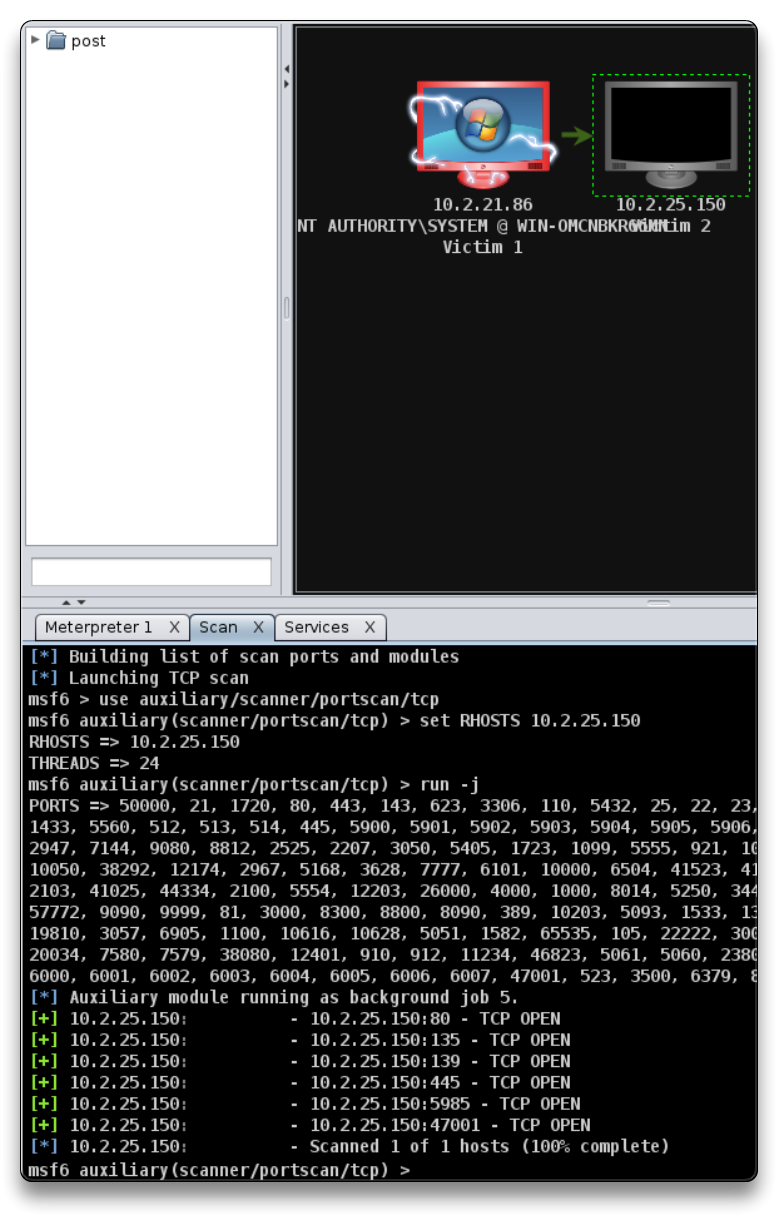 post
10.2.21.86
10.2.25.150
NT AUTHORITY\SYSTEM @ WIN-OMCNBKR
Victim 2
Victim 1
Meterpreter 1 X
Scan X
Services X
[*] Building list of scan ports and modules
[*] Launching TCP scan
msf6 > use auxiliary/scanner/portscan/tcp
msf6 auxiliary(scanner/portscan/tcp) > set RHOSTS 10.2.25.150
RHOSTS => 10.2.25.150
THREADS => 24
msf6 auxiliary(scanner/portscan/tcp) > run -j
PORTS => 50000, 21, 1720, 80, 443, 143, 623, 3306, 110, 5432, 25, 22, 23,
1433, 5560, 512, 513, 514, 445, 5900, 5901, 5902, 5903, 5904, 5905, 5906,
2947, 7144, 9080, 8812, 2525, 2207, 3050, 5405, 1723, 1099, 5555, 921, 10
10050, 38292, 12174, 2967, 5168, 3628, 7777, 6101, 10000, 6504, 41523, 41
2103, 41025, 44334, 2100, 5554, 12203, 26000, 4000, 1000, 8014, 5250, 344
57772, 9090, 9999, 81, 3000, 8300, 8800, 8090, 389, 10203, 5093, 1533, 13
19810, 3057, 6905, 1100, 10616, 10628, 5051, 1582, 65535, 105, 22222, 300
20034, 7580, 7579, 38080, 12401, 910, 912, 11234, 46823, 5061, 5060, 2380
6000, 6001, 6002, 6003, 6004, 6005, 6006, 6007, 47001, 523, 3500, 6379, 8
[*] Auxiliary module running as background job 5.
[+] 10.2.25.150: - 10.2.25.150:80 - TCP OPEN
[+] 10.2.25.150: - 10.2.25.150:135 - TCP OPEN
[+] 10.2.25.150: - 10.2.25.150:139 - TCP OPEN
[+] 10.2.25.150: - 10.2.25.150:445 - TCP OPEN
[+] 10.2.25.150: - 10.2.25.150:5985 - TCP OPEN
[+] 10.2.25.150: - 10.2.25.150:47001 - TCP OPEN
[*] 10.2.25.150: - Scanned 1 of 1 hosts (100% complete)
msf6 auxiliary(scanner/portscan/tcp) >